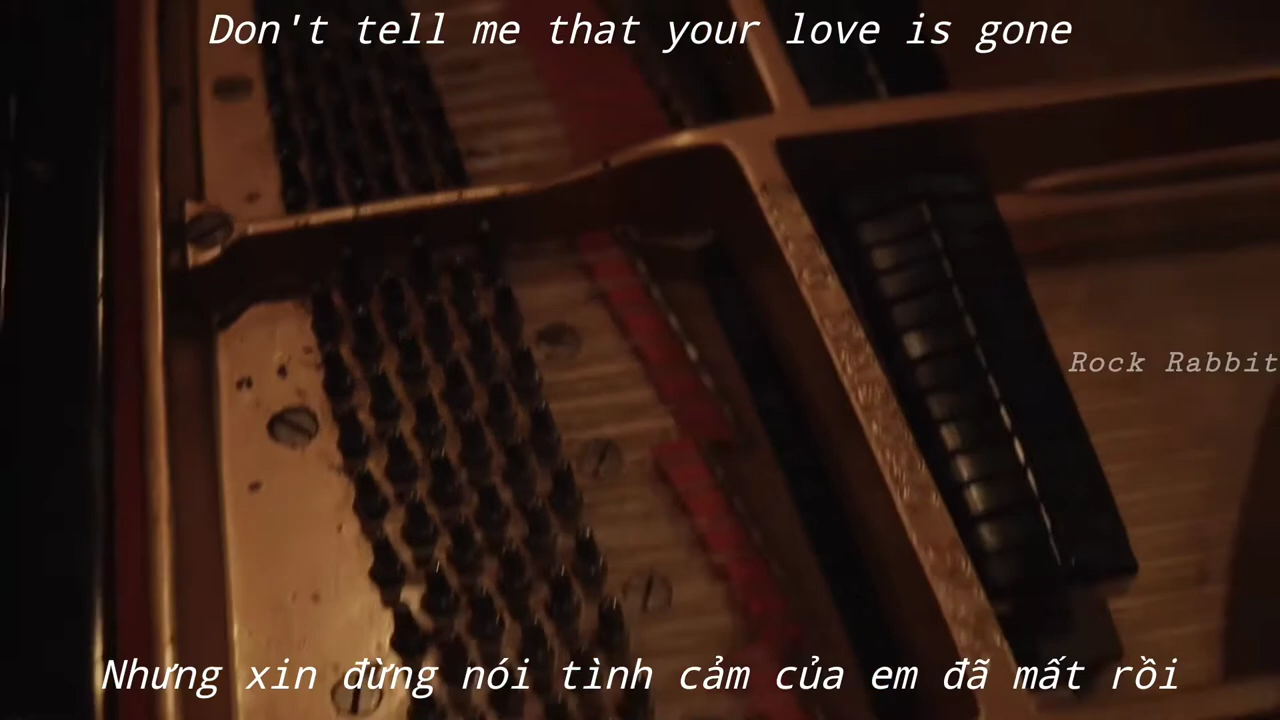 Don't tell me that your love is gone
Rock Rabbit
Nhưng xin đừng nói tình cảm của em đã mất rồi